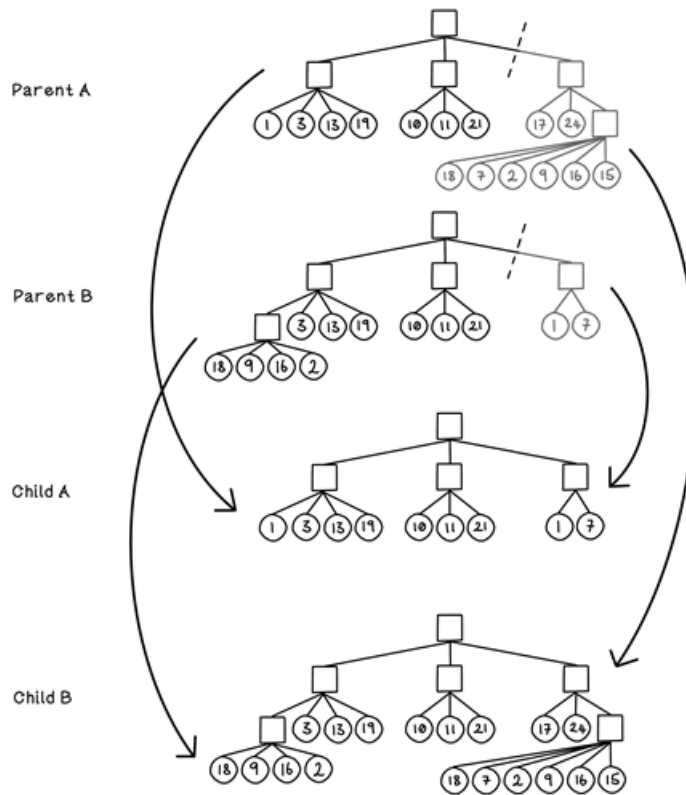 Parent A
1 3 13 19 10 11 21 17 24
18 7 2 9 16 15
Parent B
3 13 19 10 11 21 1 7
18 9 16 2
Child A
1 3 13 19 10 11 21 1 7
Child B
3 13 19 10 11 21 17 24
18 9 16 2 18 7 2 9 16 15